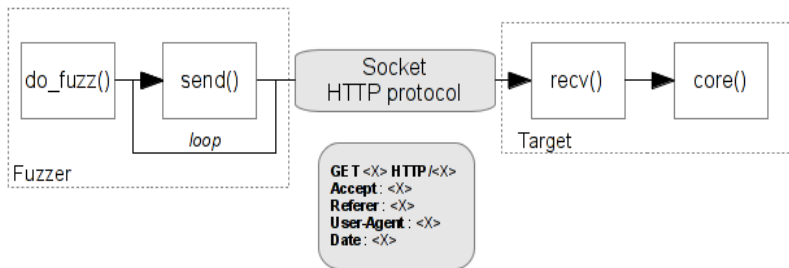 do_fuzz()
send()
loop
Fuzzer
Socket
HTTP protocol
recv()
core()
Target
GET <X> HTTP/<X>
Accept : <X>
Referer : <X>
User-Agent : <X>
Date : <X>